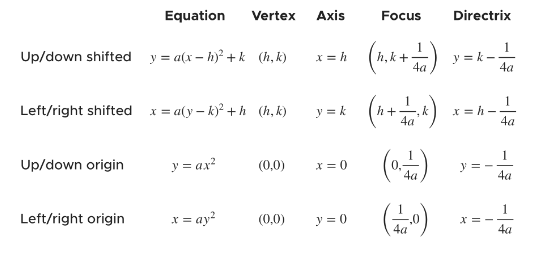 Equation Vertex Axis Focus Directrix
Up/down shifted y = a(x − h)² + k (h, k) x = h (h, k + 1/4a) y = k − 1/4a
Left/right shifted x = a(y − k)² + h (h, k) y = k (h + 1/4a, k) x = h − 1/4a
Up/down origin y = ax² (0,0) x = 0 (0, 1/4a) y = − 1/4a
Left/right origin x = ay² (0,0) y = 0 (1/4a, 0) x = − 1/4a